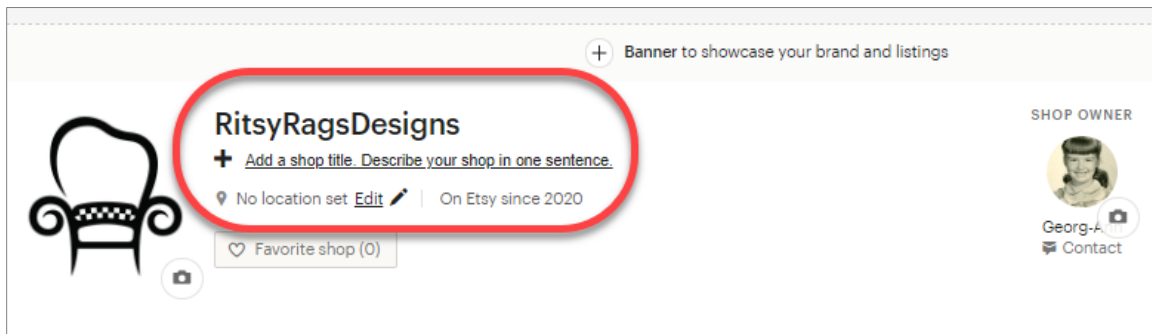 Banner to showcase your brand and listings
RitsyRagsDesigns
Add a shop title. Describe your shop in one sentence.
No location set Edit
On Etsy since 2020
Favorite shop (0)
SHOP OWNER
Georg-
Contact